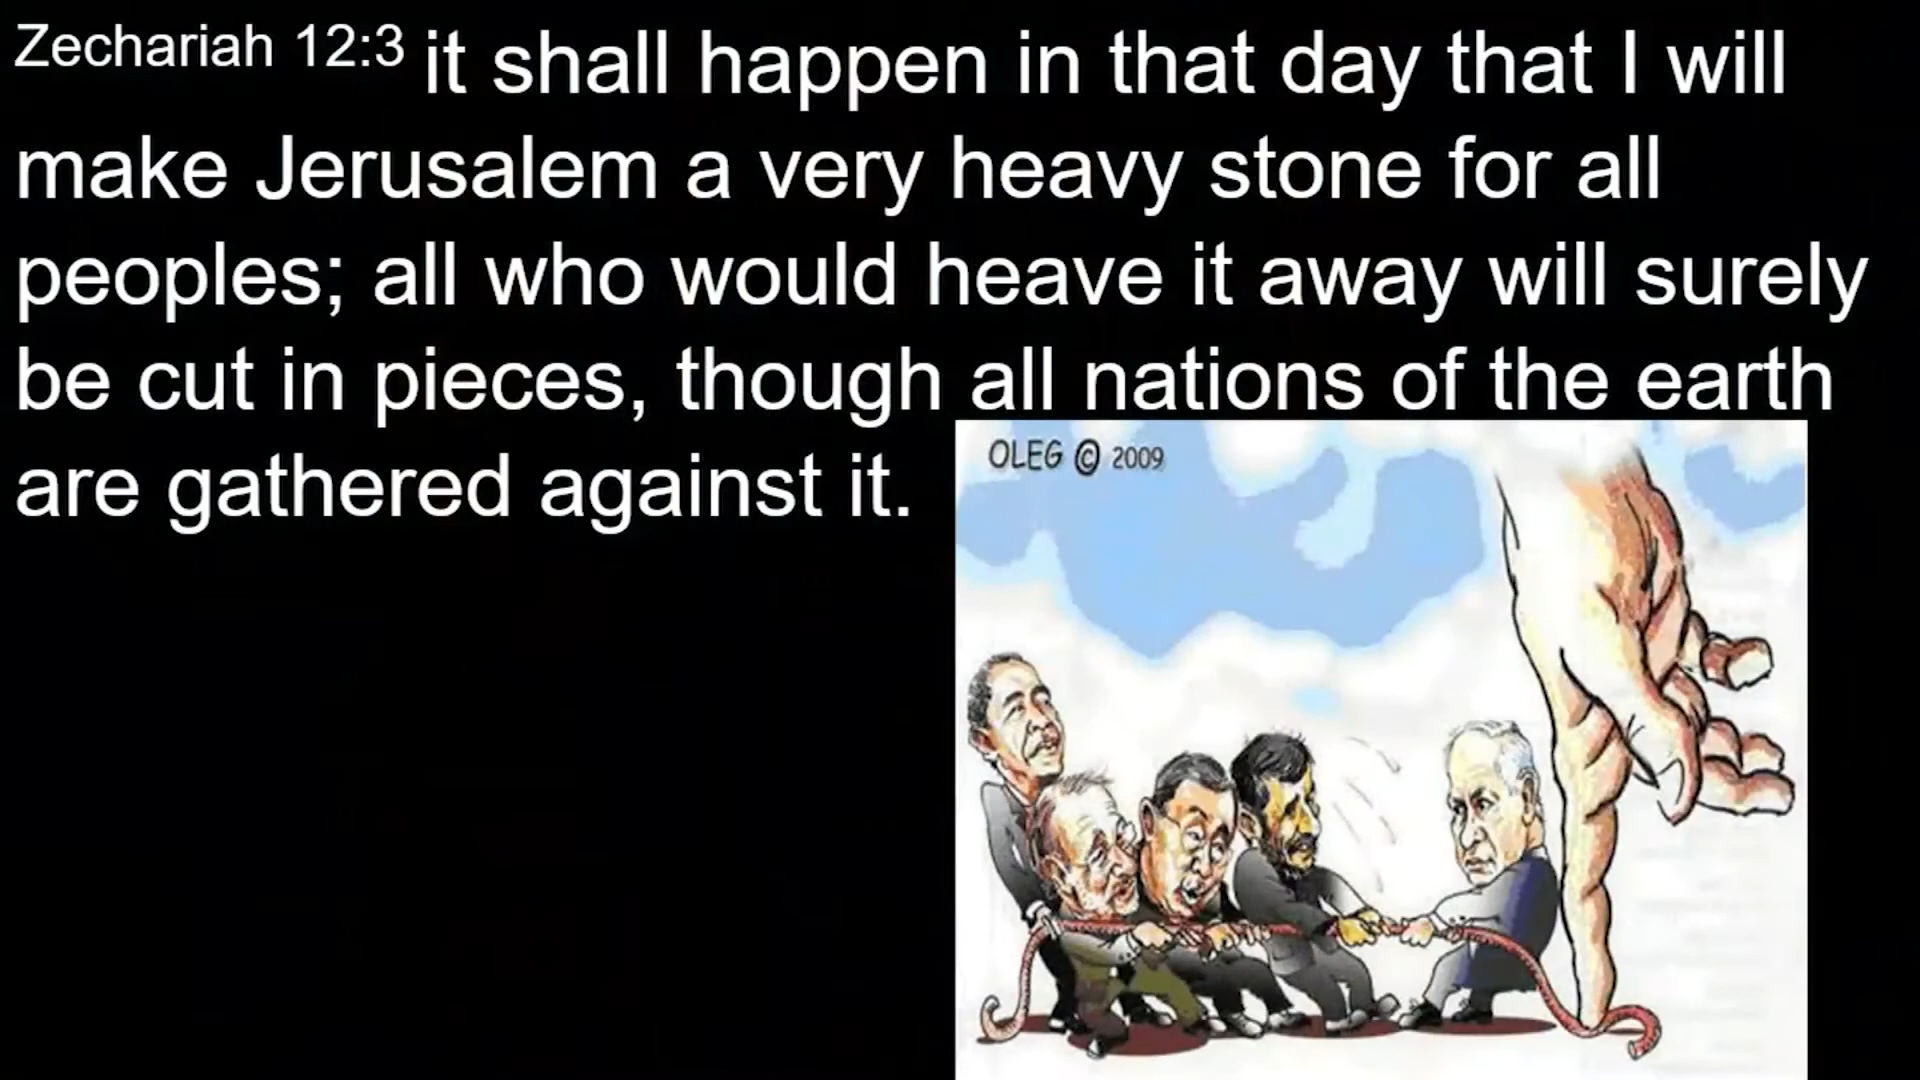 Zechariah 12:3 it shall happen in that day that I will
make Jerusalem a very heavy stone for all
peoples; all who would heave it away will surely
be cut in pieces, though all nations of the earth
are gathered against it.
OLEG © 2009